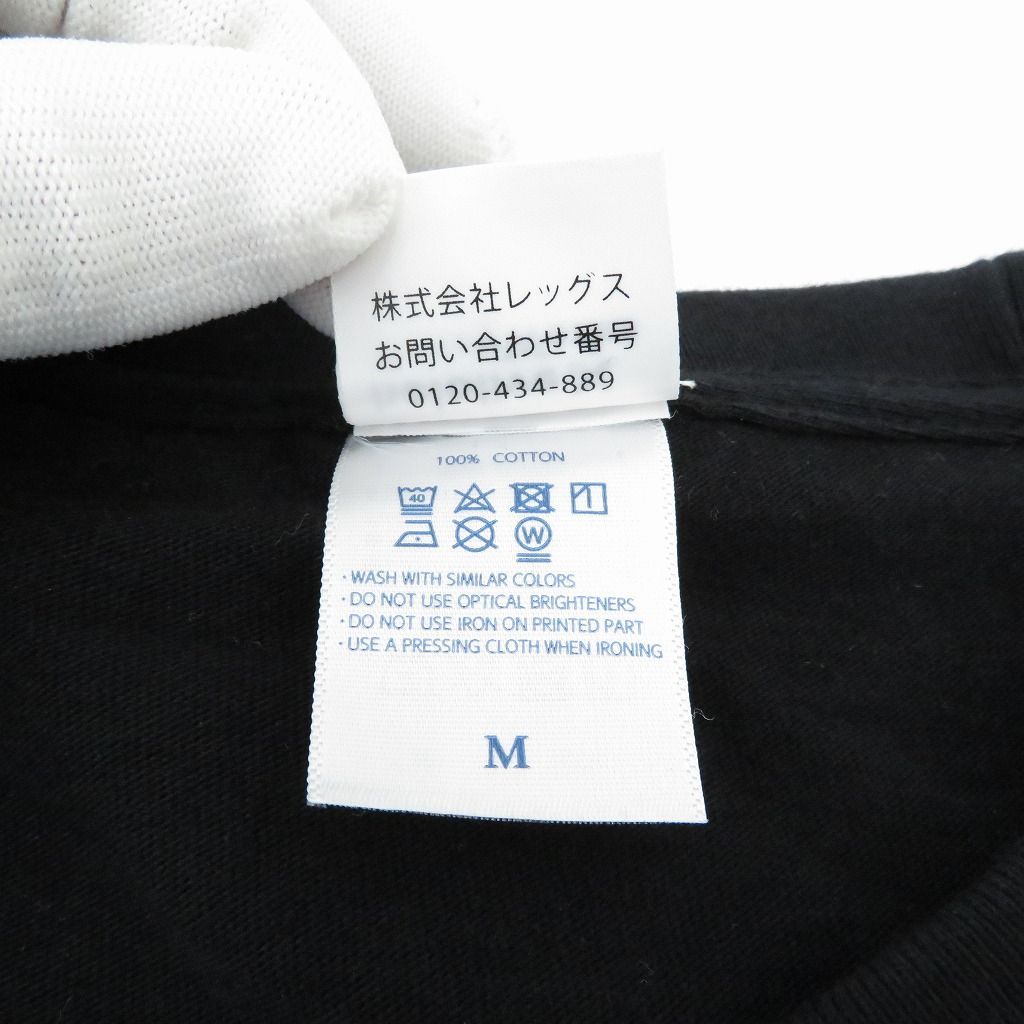 株式会社レッグス
お問い合わせ番号
0120-434-889
100% COTTON
40
W
・WASH WITH SIMILAR COLORS
・DO NOT USE OPTICAL BRIGHTENERS
・DO NOT USE IRON ON PRINTED PART
・USE A PRESSING CLOTH WHEN IRONING
M